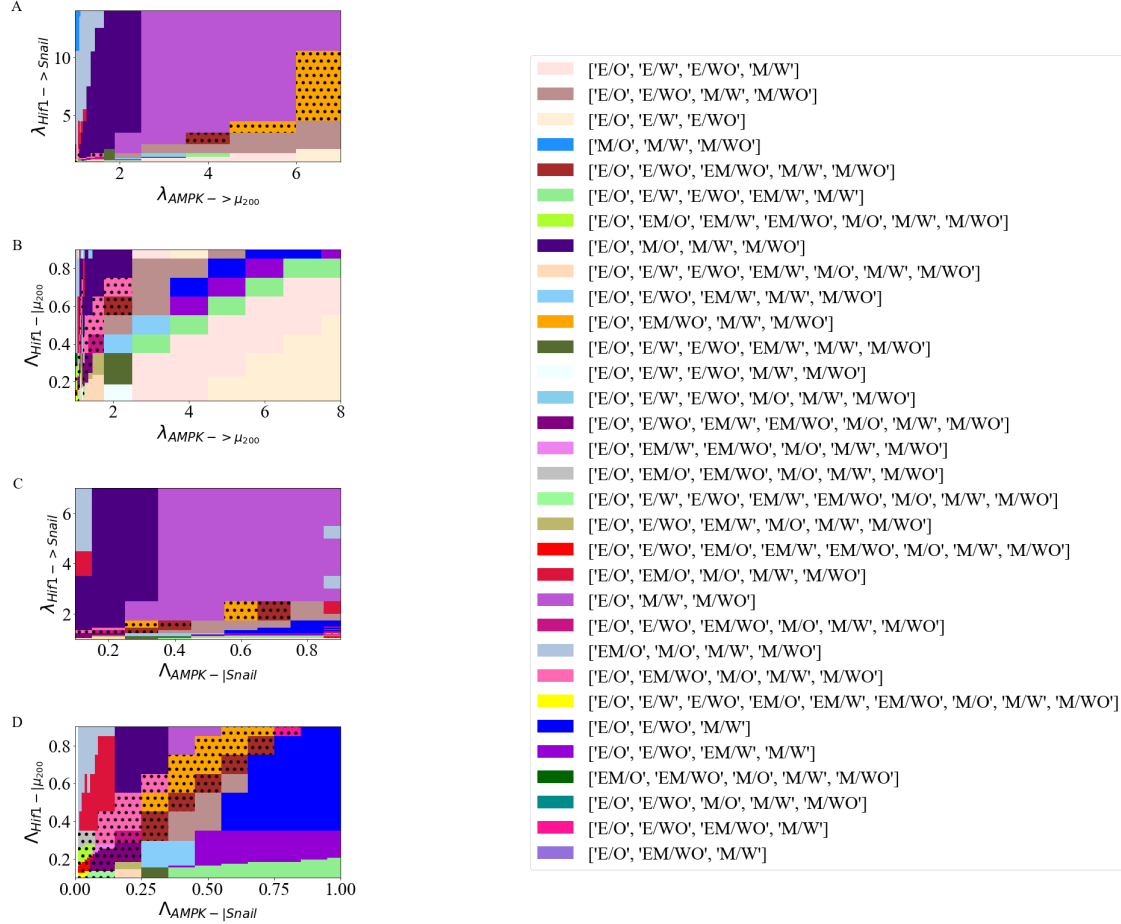 A
λHif1−>Snail
10
5
2
4
6
λAMPK−>μ200
B
ΛHif1−|μ200
0.8
0.6
0.4
0.2
2
4
6
8
λAMPK−>μ200
C
λHif1−>Snail
6
4
2
0.2
0.4
0.6
0.8
ΛAMPK−|Snail
D
ΛHif1−|μ200
0.8
0.6
0.4
0.2
0.00
0.25
0.50
0.75
1.00
ΛAMPK−|Snail
['E/O', 'E/W', 'E/WO', 'M/W']
['E/O', 'E/WO', 'M/W', 'M/WO']
['E/O', 'E/W', 'E/WO']
['M/O', 'M/W', 'M/WO']
['E/O', 'E/WO', 'EM/WO', 'M/W', 'M/WO']
['E/O', 'E/W', 'E/WO', 'EM/W', 'M/W']
['E/O', 'EM/O', 'EM/W', 'EM/WO', 'M/O', 'M/W', 'M/WO']
['E/O', 'M/O', 'M/W', 'M/WO']
['E/O', 'E/W', 'E/WO', 'EM/W', 'M/O', 'M/W', 'M/WO']
['E/O', 'E/WO', 'EM/W', 'M/W', 'M/WO']
['E/O', 'EM/WO', 'M/W', 'M/WO']
['E/O', 'E/W', 'E/WO', 'EM/W', 'M/W', 'M/WO']
['E/O', 'E/W', 'E/WO', 'M/W', 'M/WO']
['E/O', 'E/W', 'E/WO', 'M/O', 'M/W', 'M/WO']
['E/O', 'E/WO', 'EM/W', 'EM/WO', 'M/O', 'M/W', 'M/WO']
['E/O', 'EM/W', 'EM/WO', 'M/O', 'M/W', 'M/WO']
['E/O', 'EM/O', 'EM/WO', 'M/O', 'M/W', 'M/WO']
['E/O', 'E/W', 'E/WO', 'EM/W', 'EM/WO', 'M/O', 'M/W', 'M/WO']
['E/O', 'E/WO', 'EM/W', 'M/O', 'M/W', 'M/WO']
['E/O', 'E/WO', 'EM/O', 'EM/W', 'EM/WO', 'M/O', 'M/W', 'M/WO']
['E/O', 'EM/O', 'M/O', 'M/W', 'M/WO']
['E/O', 'M/W', 'M/WO']
['E/O', 'E/WO', 'EM/WO', 'M/O', 'M/W', 'M/WO']
['EM/O', 'M/O', 'M/W', 'M/WO']
['E/O', 'EM/WO', 'M/O', 'M/W', 'M/WO']
['E/O', 'E/W', 'E/WO', 'EM/O', 'EM/W', 'EM/WO', 'M/O', 'M/W', 'M/WO']
['E/O', 'E/WO', 'M/W']
['E/O', 'E/WO', 'EM/W', 'M/W']
['EM/O', 'EM/WO', 'M/O', 'M/W', 'M/WO']
['E/O', 'E/WO', 'M/O', 'M/W', 'M/WO']
['E/O', 'E/WO', 'EM/WO', 'M/W']
['E/O', 'EM/WO', 'M/W']